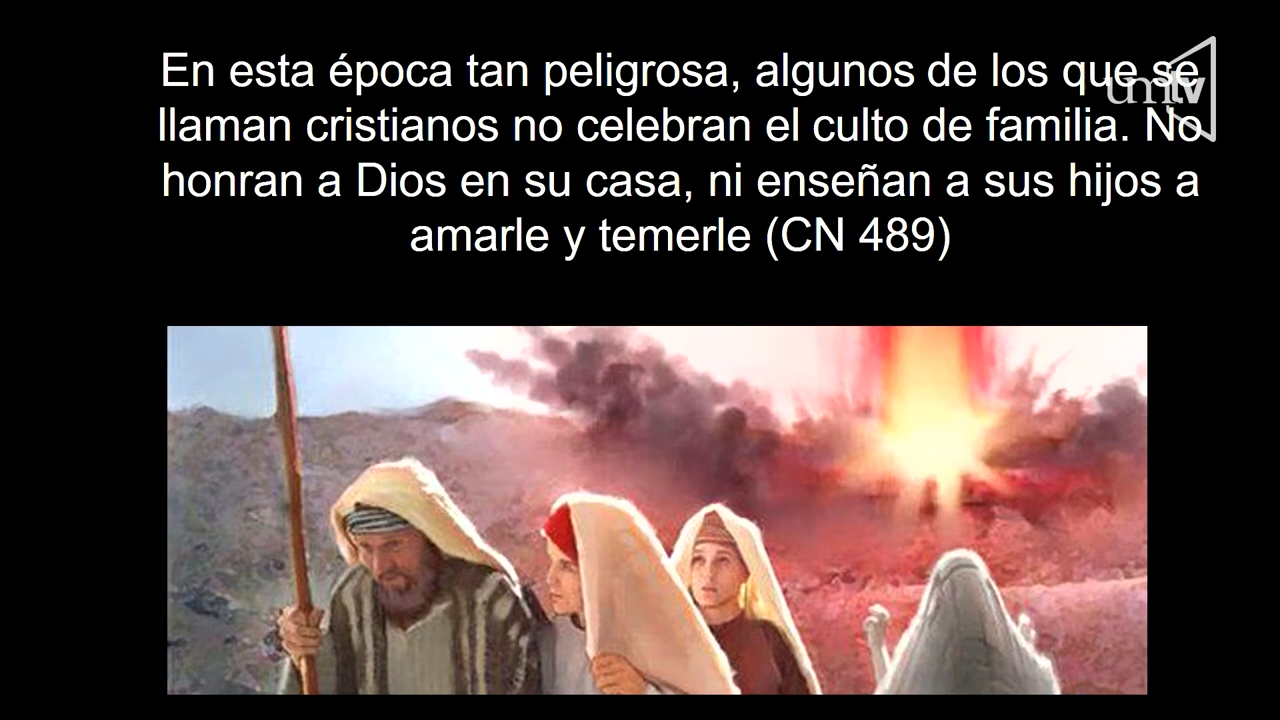 En esta época tan peligrosa, algunos de los que se
llaman cristianos no celebran el culto de familia. No
honran a Dios en su casa, ni enseñan a sus hijos a
amarle y temerle (CN 489)
umtv